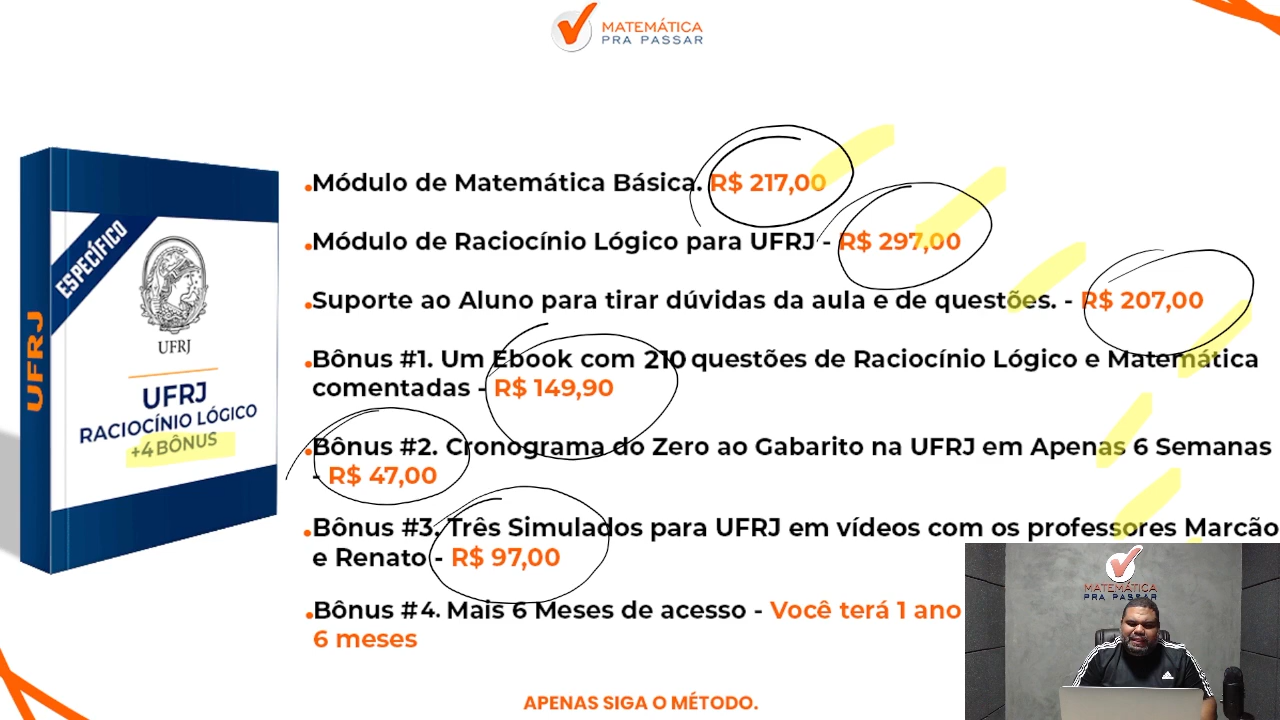 MATEMÁTICA
PRA PASSAR
ESPECÍFICO
UFRJ
UFRJ
UFRJ
RACIOCÍNIO LÓGICO
+4 BÔNUS
•Módulo de Matemática Básica. R$ 217,00
•Módulo de Raciocínio Lógico para UFRJ - R$ 297,00
•Suporte ao Aluno para tirar dúvidas da aula e de questões. - R$ 207,00
•Bônus #1. Um Ebook com 210 questões de Raciocínio Lógico e Matemática
comentadas - R$ 149,90
•Bônus #2. Cronograma do Zero ao Gabarito na UFRJ em Apenas 6 Semanas
- R$ 47,00
•Bônus #3. Três Simulados para UFRJ em vídeos com os professores Marcão
e Renato - R$ 97,00
•Bônus #4. Mais 6 Meses de acesso - Você terá 1 ano
6 meses
MATEMÁTICA
PRA PASSAR
APENAS SIGA O MÉTODO.